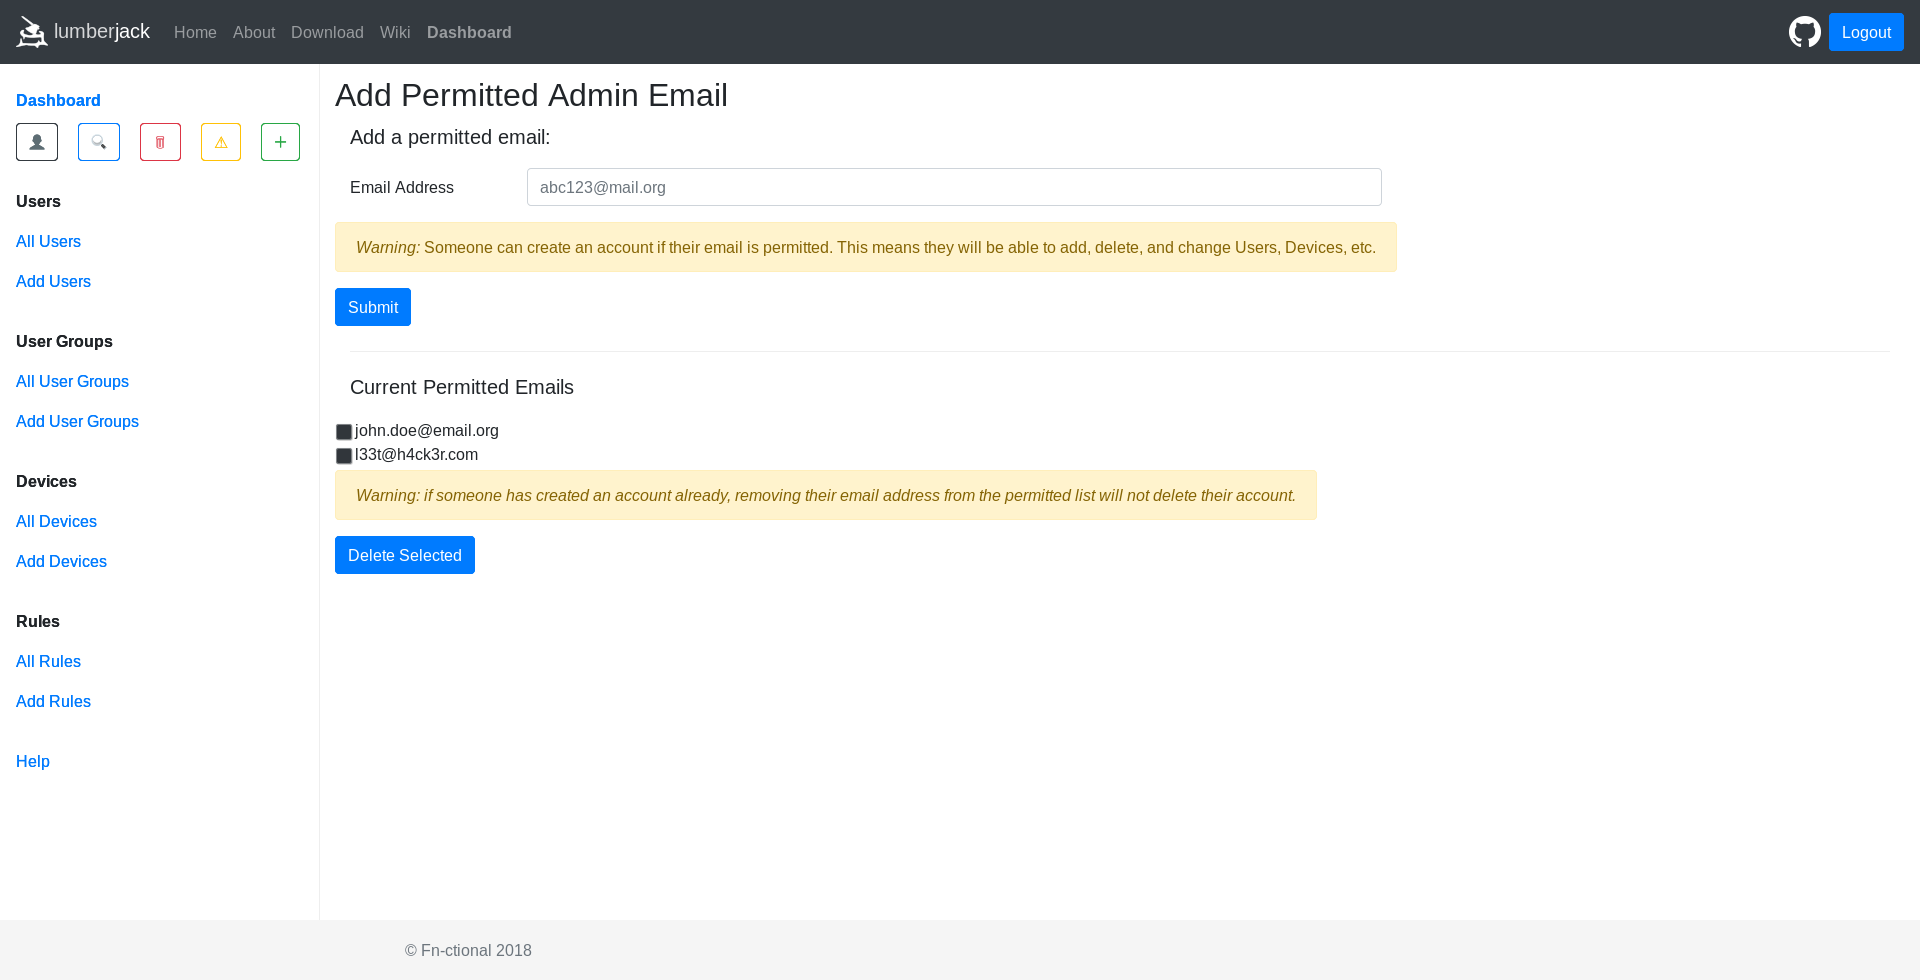 lumberjack Home About Download Wiki Dashboard Logout
Dashboard
Users
All Users
Add Users
User Groups
All User Groups
Add User Groups
Devices
All Devices
Add Devices
Rules
All Rules
Add Rules
Help
Add Permitted Admin Email
Add a permitted email:
Email Address abc123@mail.org
Warning: Someone can create an account if their email is permitted. This means they will be able to add, delete, and change Users, Devices, etc.
Submit
Current Permitted Emails
john.doe@email.org
l33t@h4ck3r.com
Warning: if someone has created an account already, removing their email address from the permitted list will not delete their account.
Delete Selected
© Fn-ctional 2018